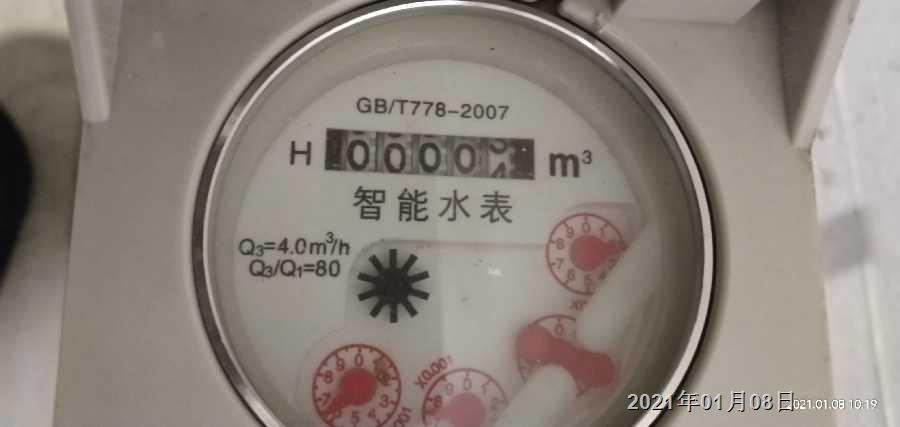 GB/T778-2007
H 0000 m³
智能水表
Q3=4.0m³/h
Q3/Q1=80
X0.001
2021年01月08日
2021.01.08 10:19